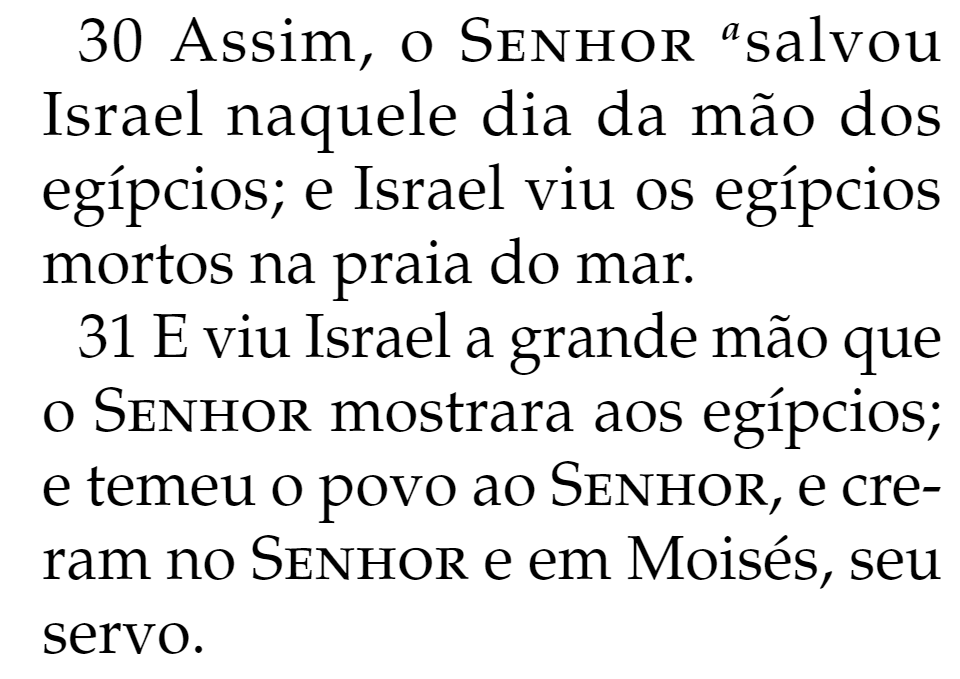 30 Assim, o SENHOR ᵃsalvou
Israel naquele dia da mão dos
egípcios; e Israel viu os egípcios
mortos na praia do mar.
31 E viu Israel a grande mão que
o SENHOR mostrara aos egípcios;
e temeu o povo ao SENHOR, e cre-
ram no SENHOR e em Moisés, seu
servo.